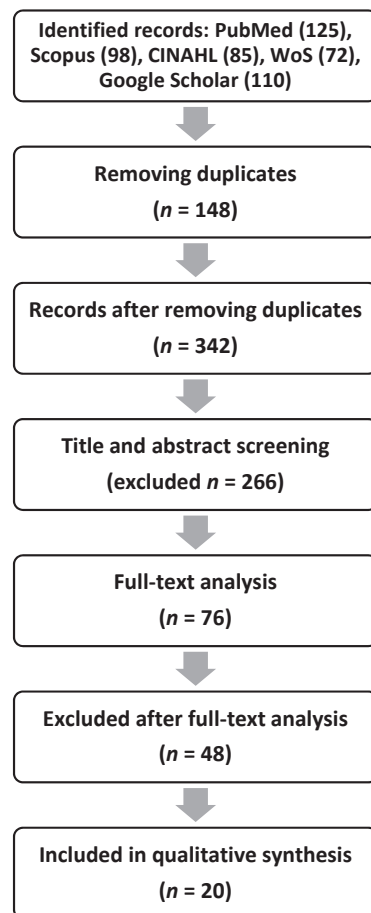 Identified records: PubMed (125),
Scopus (98), CINAHL (85), WoS (72),
Google Scholar (110)
Removing duplicates
(n = 148)
Records after removing duplicates
(n = 342)
Title and abstract screening
(excluded n = 266)
Full-text analysis
(n = 76)
Excluded after full-text analysis
(n = 48)
Included in qualitative synthesis
(n = 20)